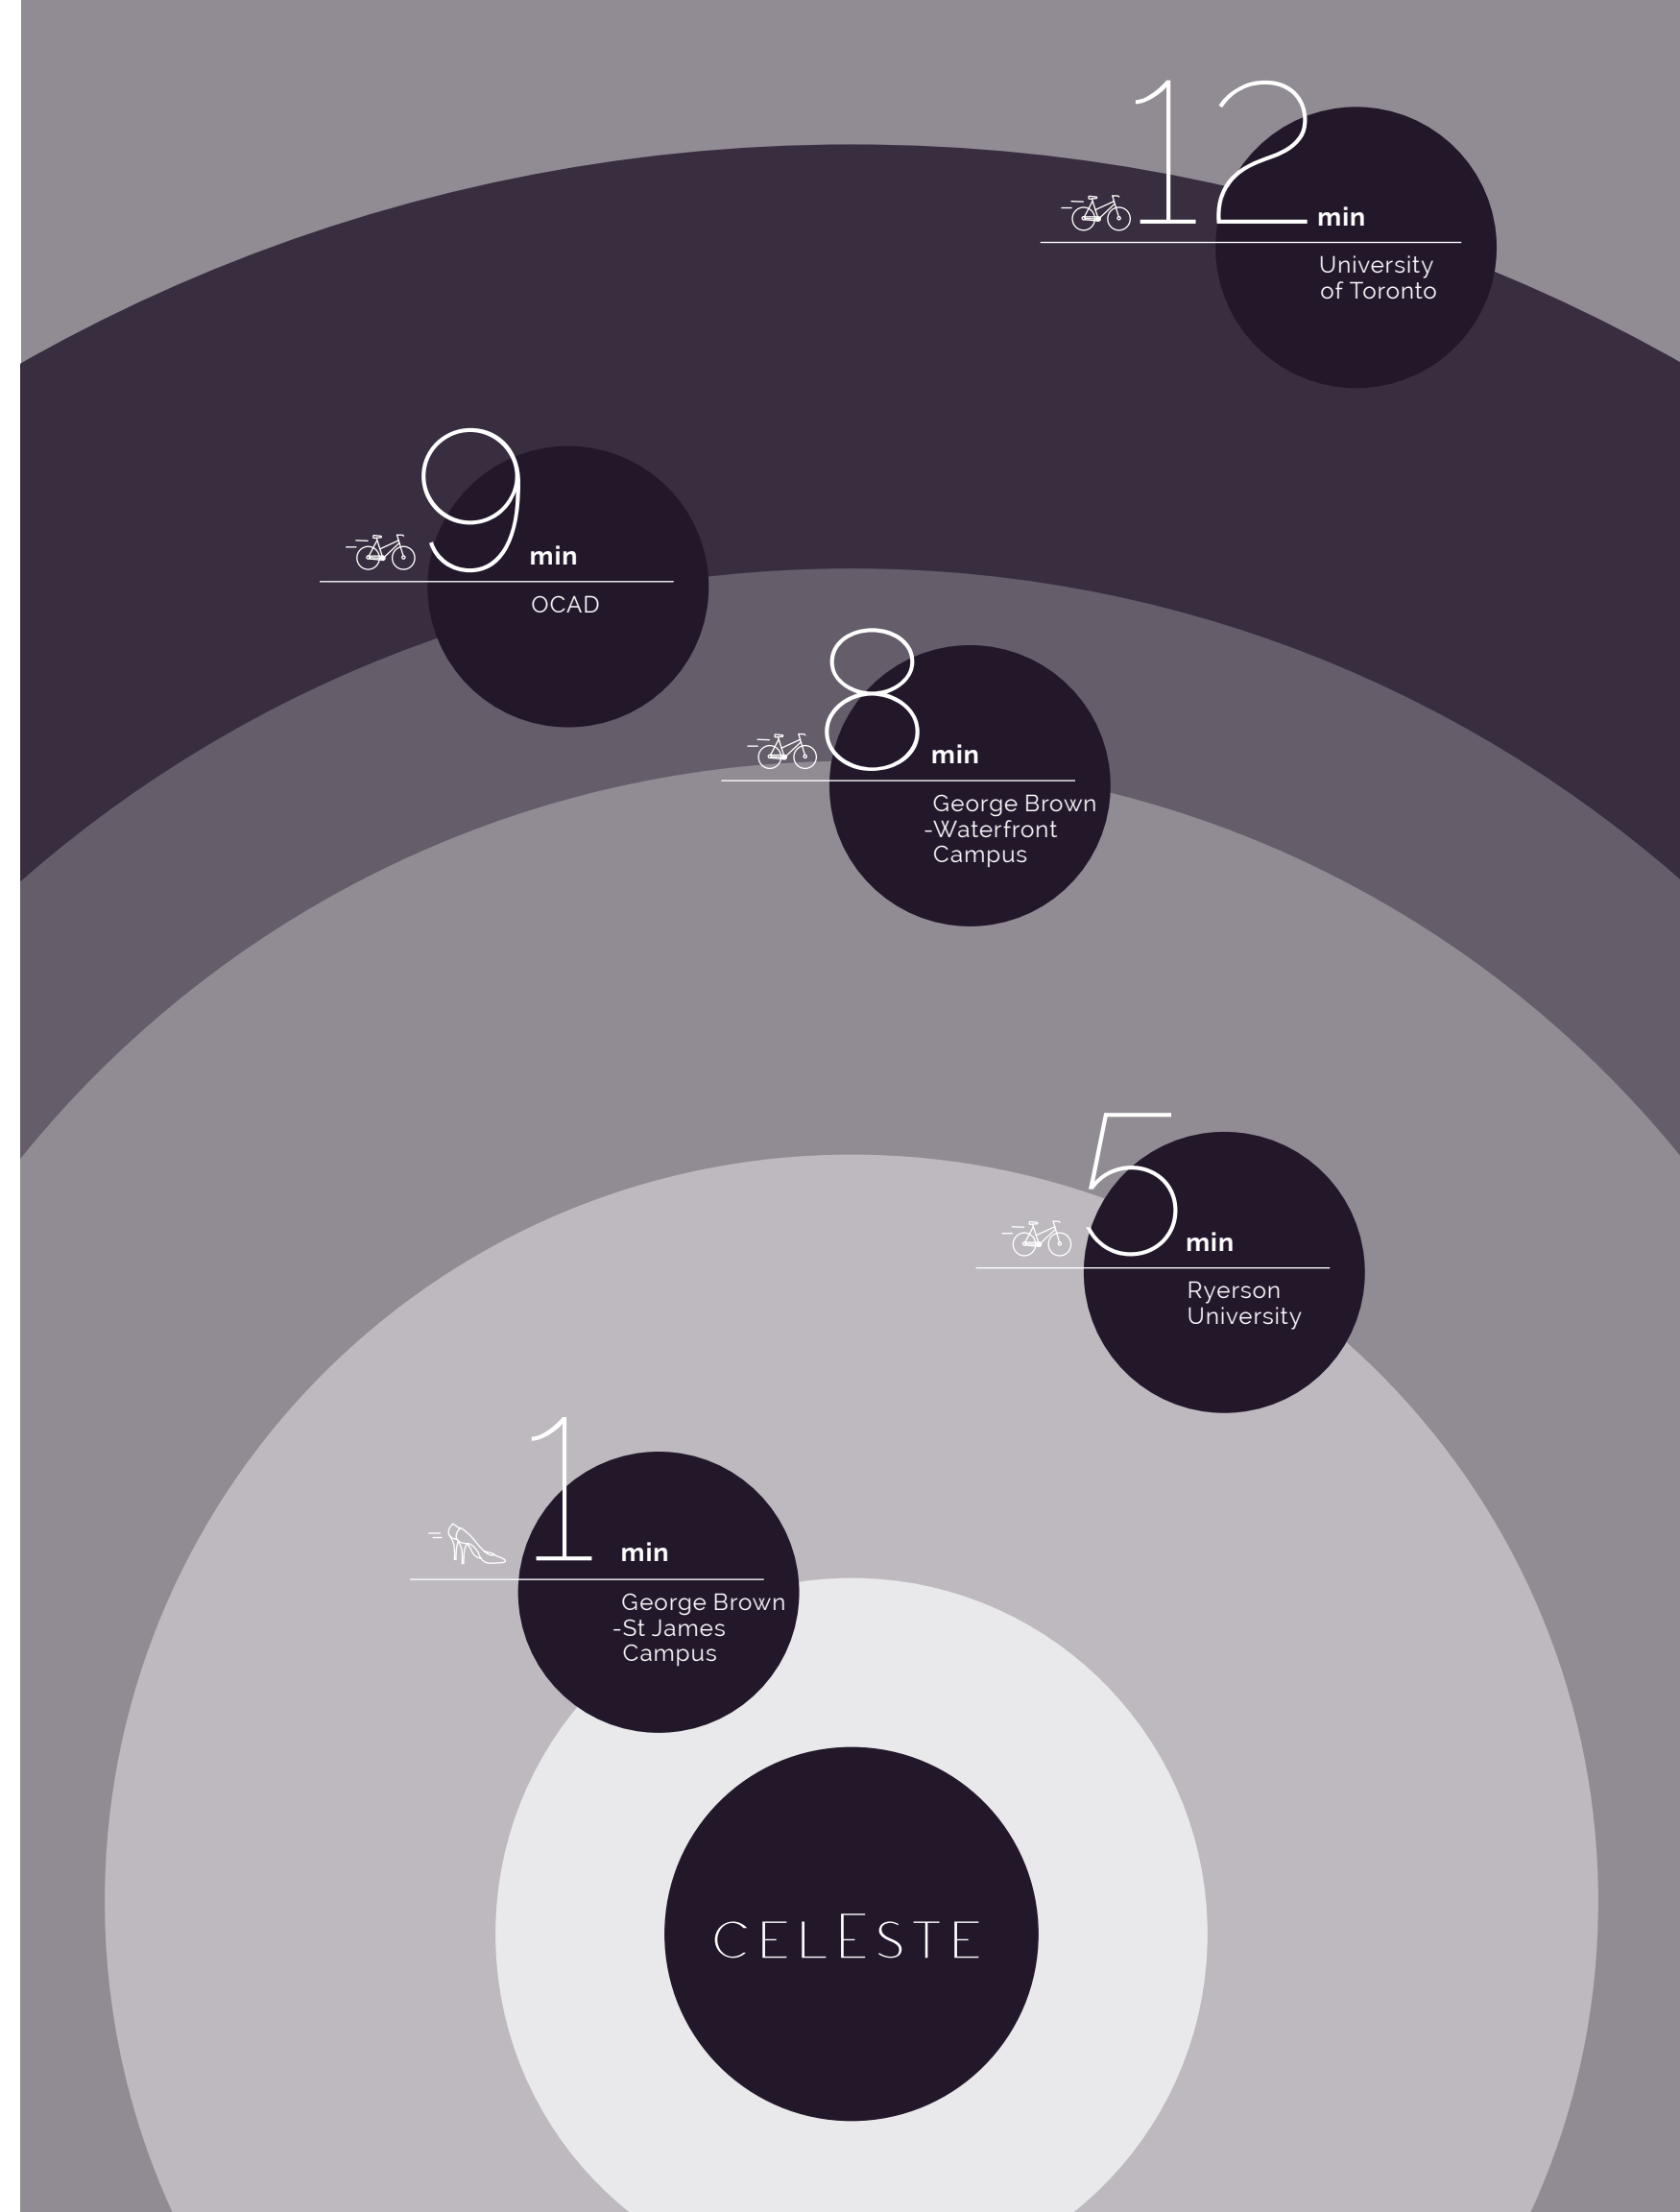 12 min
University
of Toronto
9 min
OCAD
8 min
George Brown
-Waterfront
Campus
5 min
Ryerson
University
1 min
George Brown
-St James
Campus
CELESTE